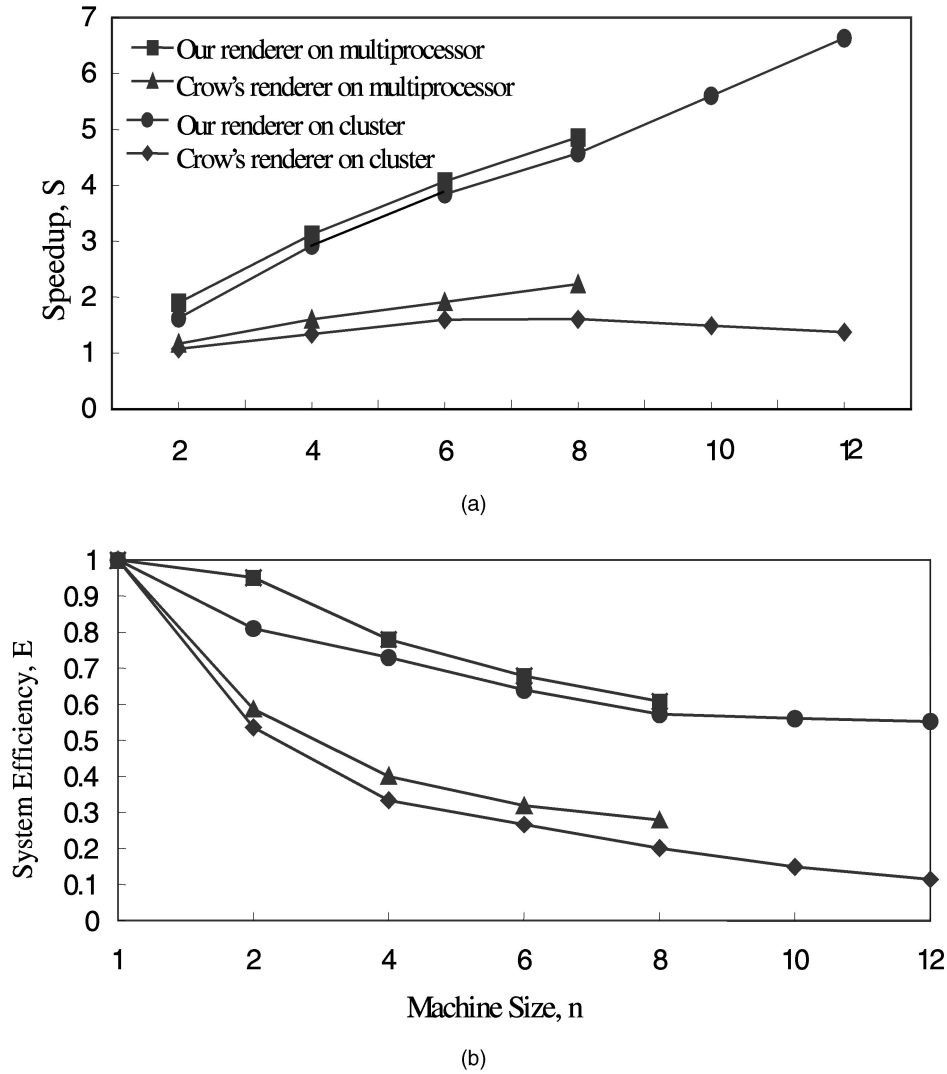 7
Our renderer on multiprocessor
6
Crow's renderer on multiprocessor
5
Our renderer on cluster
Crow's renderer on cluster
4
Speedup, S
3
2
1
0
2 4 6 8 10 12
(a)
1
0.9
0.8
0.7
0.6
System Efficiency, E
0.5
0.4
0.3
0.2
0.1
0
1 2 4 6 8 10 12
Machine Size, n
(b)